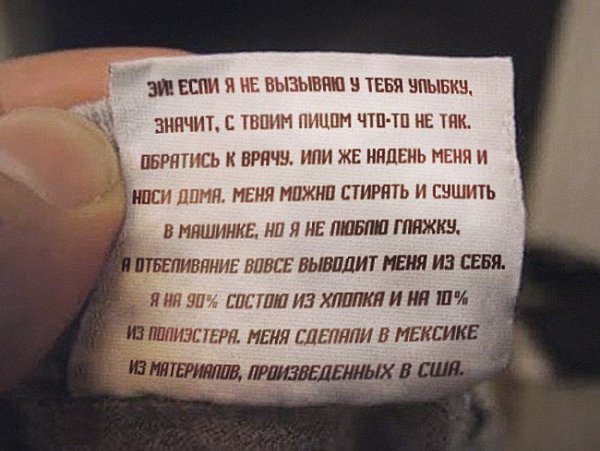 ЭЙ! ЕСЛИ Я НЕ ВЫЗЫВАЮ У ТЕБЯ УЛЫБКУ,
ЗНАЧИТ, С ТВОИМ ЛИЦОМ ЧТО-ТО НЕ ТАК.
ОБРАТИСЬ К ВРАЧУ. ИЛИ ЖЕ НАДЕНЬ МЕНЯ И
НОСИ ДОМА. МЕНЯ МОЖНО СТИРАТЬ И СУШИТЬ
В МАШИНКЕ, НО Я НЕ ЛЮБЛЮ ГЛАЖКУ,
А ОТБЕЛИВАНИЕ ВОВСЕ ВЫВОДИТ МЕНЯ ИЗ СЕБЯ.
Я НА 90% СОСТОЮ ИЗ ХЛОПКА И НА 10%
ИЗ ПОЛИЭСТЕРА. МЕНЯ СДЕЛАЛИ В МЕКСИКЕ
ИЗ МАТЕРИАЛОВ, ПРОИЗВЕДЕННЫХ В США.